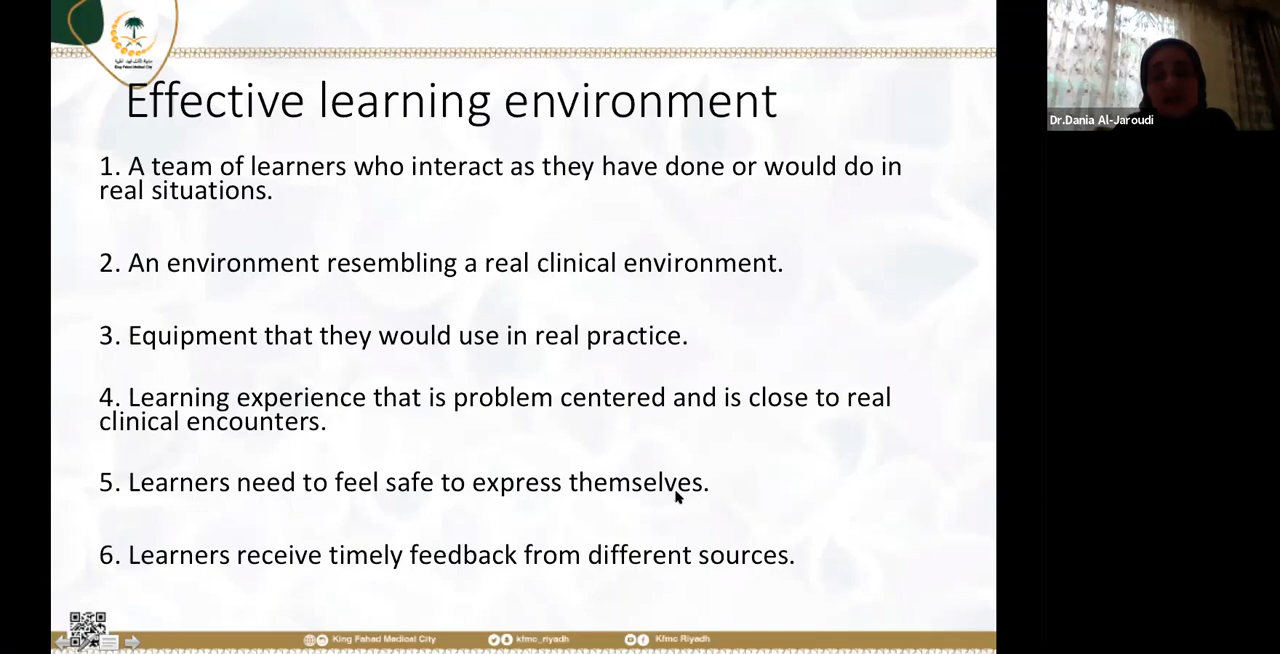 Effective learning environment
1. A team of learners who interact as they have done or would do in
real situations.
2. An environment resembling a real clinical environment.
3. Equipment that they would use in real practice.
4. Learning experience that is problem centered and is close to real
clinical encounters.
5. Learners need to feel safe to express themselves.
6. Learners receive timely feedback from different sources.
King Fahad Medical City
kfmc_riyadh
Kfmc Riyadh
Dr.Dania Al-Jaroudi